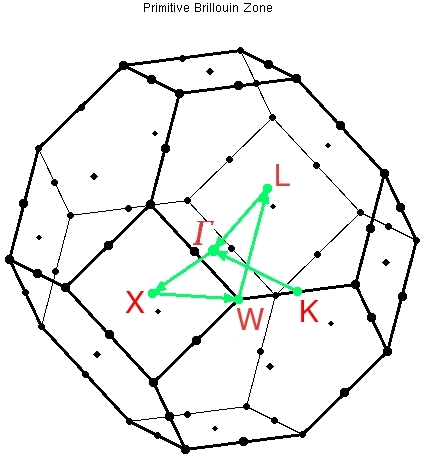 Primitive Brillouin Zone
L
Γ
X
W
K